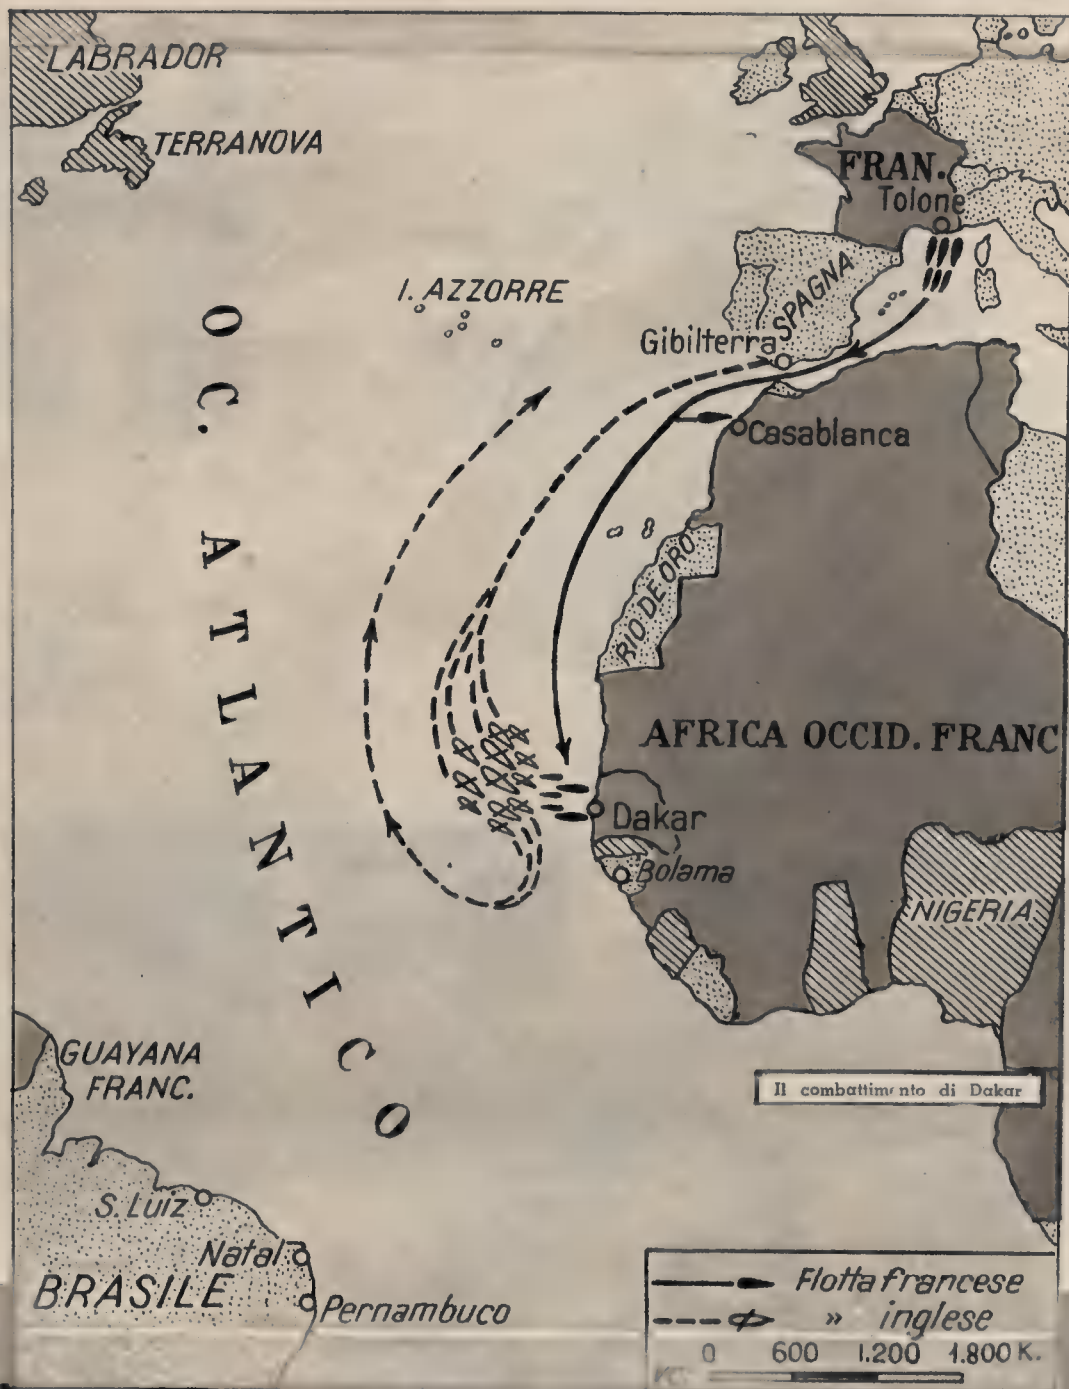 LABRADOR
TERRANOVA
FRAN.
Tolone
I. AZZORRE
SPAGNA
Gibilterra
Casablanca
OC. ATLANTICO
RIO DE ORO
AFRICA OCCID. FRANC
Dakar
Bolama
NIGERIA
GUAYANA
FRANC.
Il combattimento di Dakar
S. Luiz
Natal
BRASILE
Pernambuco
Flotta francese
» inglese
0 600 1.200 1.800 K.